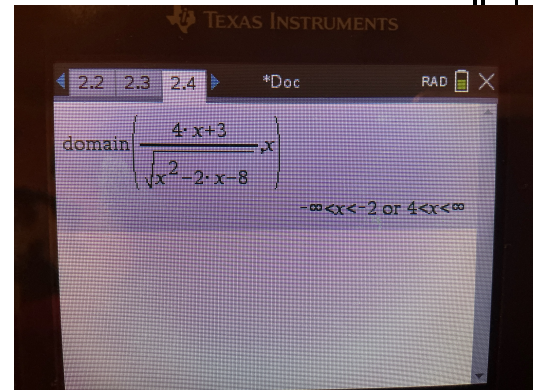 TEXAS INSTRUMENTS
2.2 2.3 2.4 *Doc RAD
domain(4·x+3/√x²-2·x-8,x)
-∞<x<-2 or 4<x<∞